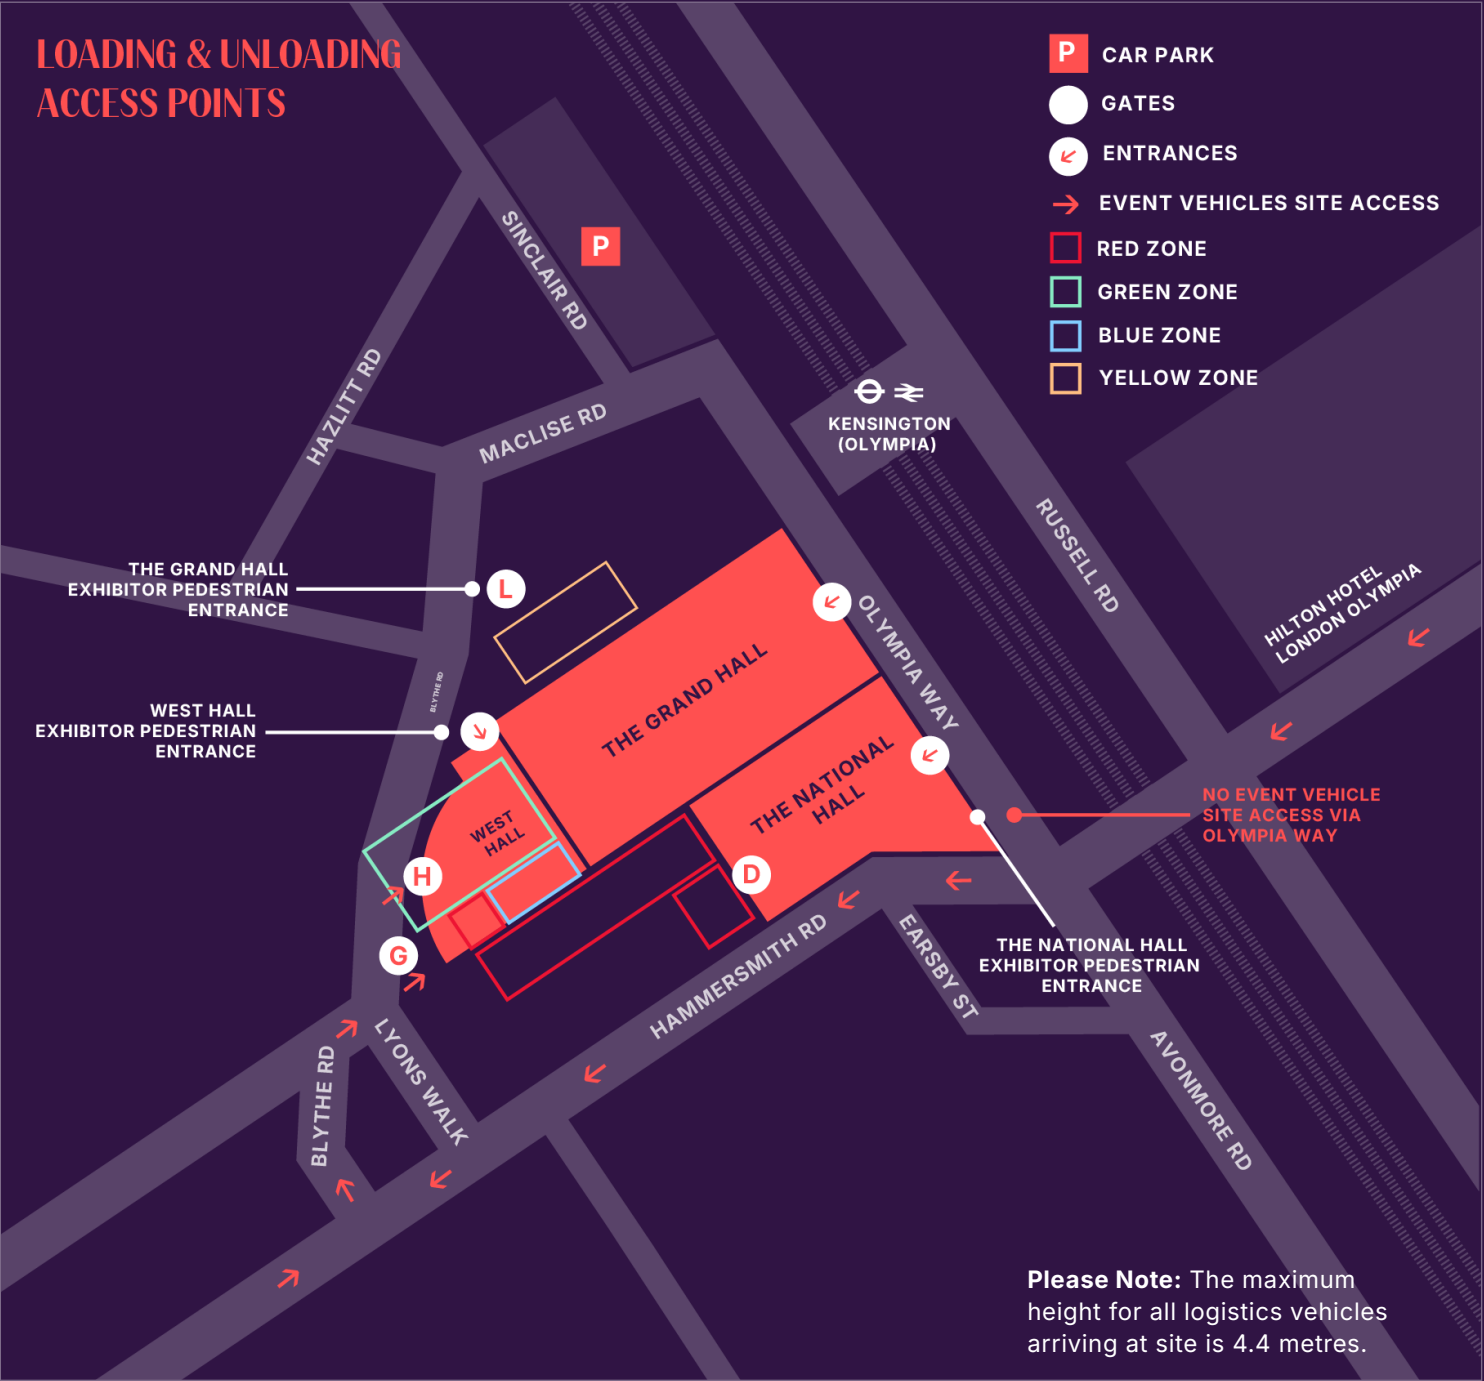 LOADING & UNLOADING
ACCESS POINTS
P
CAR PARK
GATES
ENTRANCES
EVENT VEHICLES SITE ACCESS
RED ZONE
GREEN ZONE
BLUE ZONE
YELLOW ZONE
P
SINCLAIR RD
HAZLITT RD
MACLISE RD
KENSINGTON
(OLYMPIA)
RUSSELL RD
HILTON HOTEL
LONDON OLYMPIA
THE GRAND HALL
EXHIBITOR PEDESTRIAN
ENTRANCE
L
OLYMPIA WAY
BLYTHE RD
THE GRAND HALL
WEST HALL
EXHIBITOR PEDESTRIAN
ENTRANCE
THE NATIONAL
HALL
NO EVENT VEHICLE
SITE ACCESS VIA
OLYMPIA WAY
WEST
HALL
H
D
G
HAMMERSMITH RD
EARSBY ST
THE NATIONAL HALL
EXHIBITOR PEDESTRIAN
ENTRANCE
BLYTHE RD
LYONS WALK
AVONMORE RD
Please Note: The maximum
height for all logistics vehicles
arriving at site is 4.4 metres.